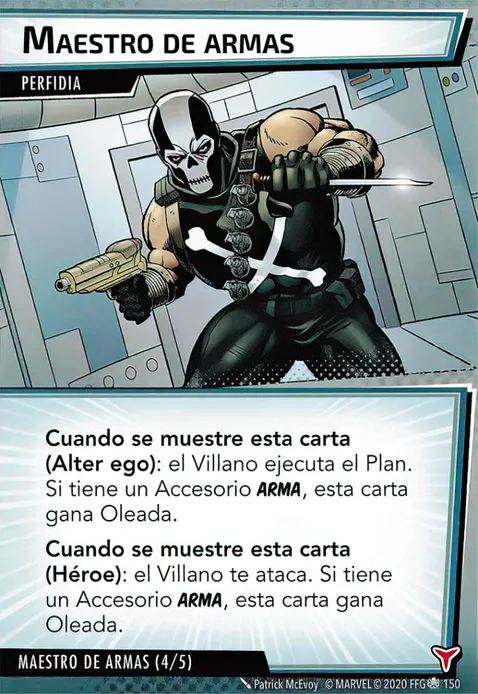 MAESTRO DE ARMAS
PERFIDIA
Cuando se muestre esta carta
(Alter ego): el Villano ejecuta el Plan.
Si tiene un Accesorio ARMA, esta carta
gana Oleada.
Cuando se muestre esta carta
(Héroe): el Villano te ataca. Si tiene
un Accesorio ARMA, esta carta gana
Oleada.
MAESTRO DE ARMAS (4/5)
Patrick McEvoy © MARVEL © 2020 FFG 150